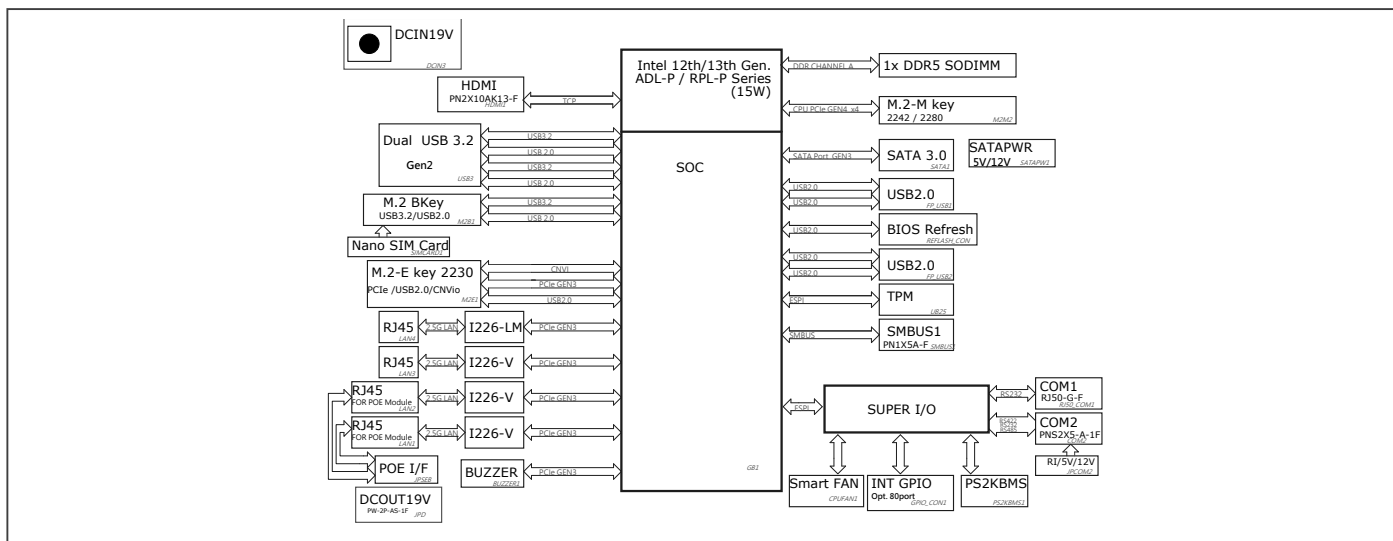 DCIN19V
DCIN3
HDMI
PN2X10AK13-F
HDMI1
TCP
Dual USB 3.2
Gen2
USB3
USB3.2
USB 2.0
USB3.2
USB 2.0
M.2 BKey
USB3.2/USB2.0
M2B1
USB3.2
USB 2.0
Nano SIM Card
SIMCARD1
M.2-E key 2230
PCIe /USB2.0/CNVio
M2E1
CNVI
PCIe GEN3
USB2.0
RJ45
LAN4
2.5G LAN
I226-LM
PCIe GEN3
RJ45
LAN3
2.5G LAN
I226-V
PCIe GEN3
RJ45
FOR POE Module
LAN2
2.5G LAN
I226-V
PCIe GEN3
RJ45
FOR POE Module
LAN1
2.5G LAN
I226-V
PCIe GEN3
POE I/F
JPSE8
BUZZER
BUZZER1
PCIe GEN3
DCOUT19V
PW-2P-AS-1F
JPD
Intel 12th/13th Gen.
ADL-P / RPL-P Series
(15W)
SOC
GB1
DDR CHANNEL A
1x DDR5 SODIMM
CPU PCIe GEN4 x4
M.2-M key
2242 / 2280
M2M2
SATA Port GEN3
SATA 3.0
SATA1
SATAPWR
5V/12V
SATAPW1
USB2.0
USB2.0
USB2.0
FP_USB1
USB2.0
BIOS Refresh
REFLASH_CON
USB2.0
USB2.0
USB2.0
FP_USB2
ESPI
TPM
UB25
SMBUS
SMBUS1
PN1X5A-F
SMBUS1
ESPI
SUPER I/O
RS232
COM1
RJ50-G-F
RJ50_COM1
RS422
RS232
RS485
COM2
PNS2X5-A-1F
COM2
RI/5V/12V
JPCOM2
Smart FAN
CPUFAN1
INT GPIO
Opt. 80port
GPIO_CON1
PS2KBMS
PS2KBMS1